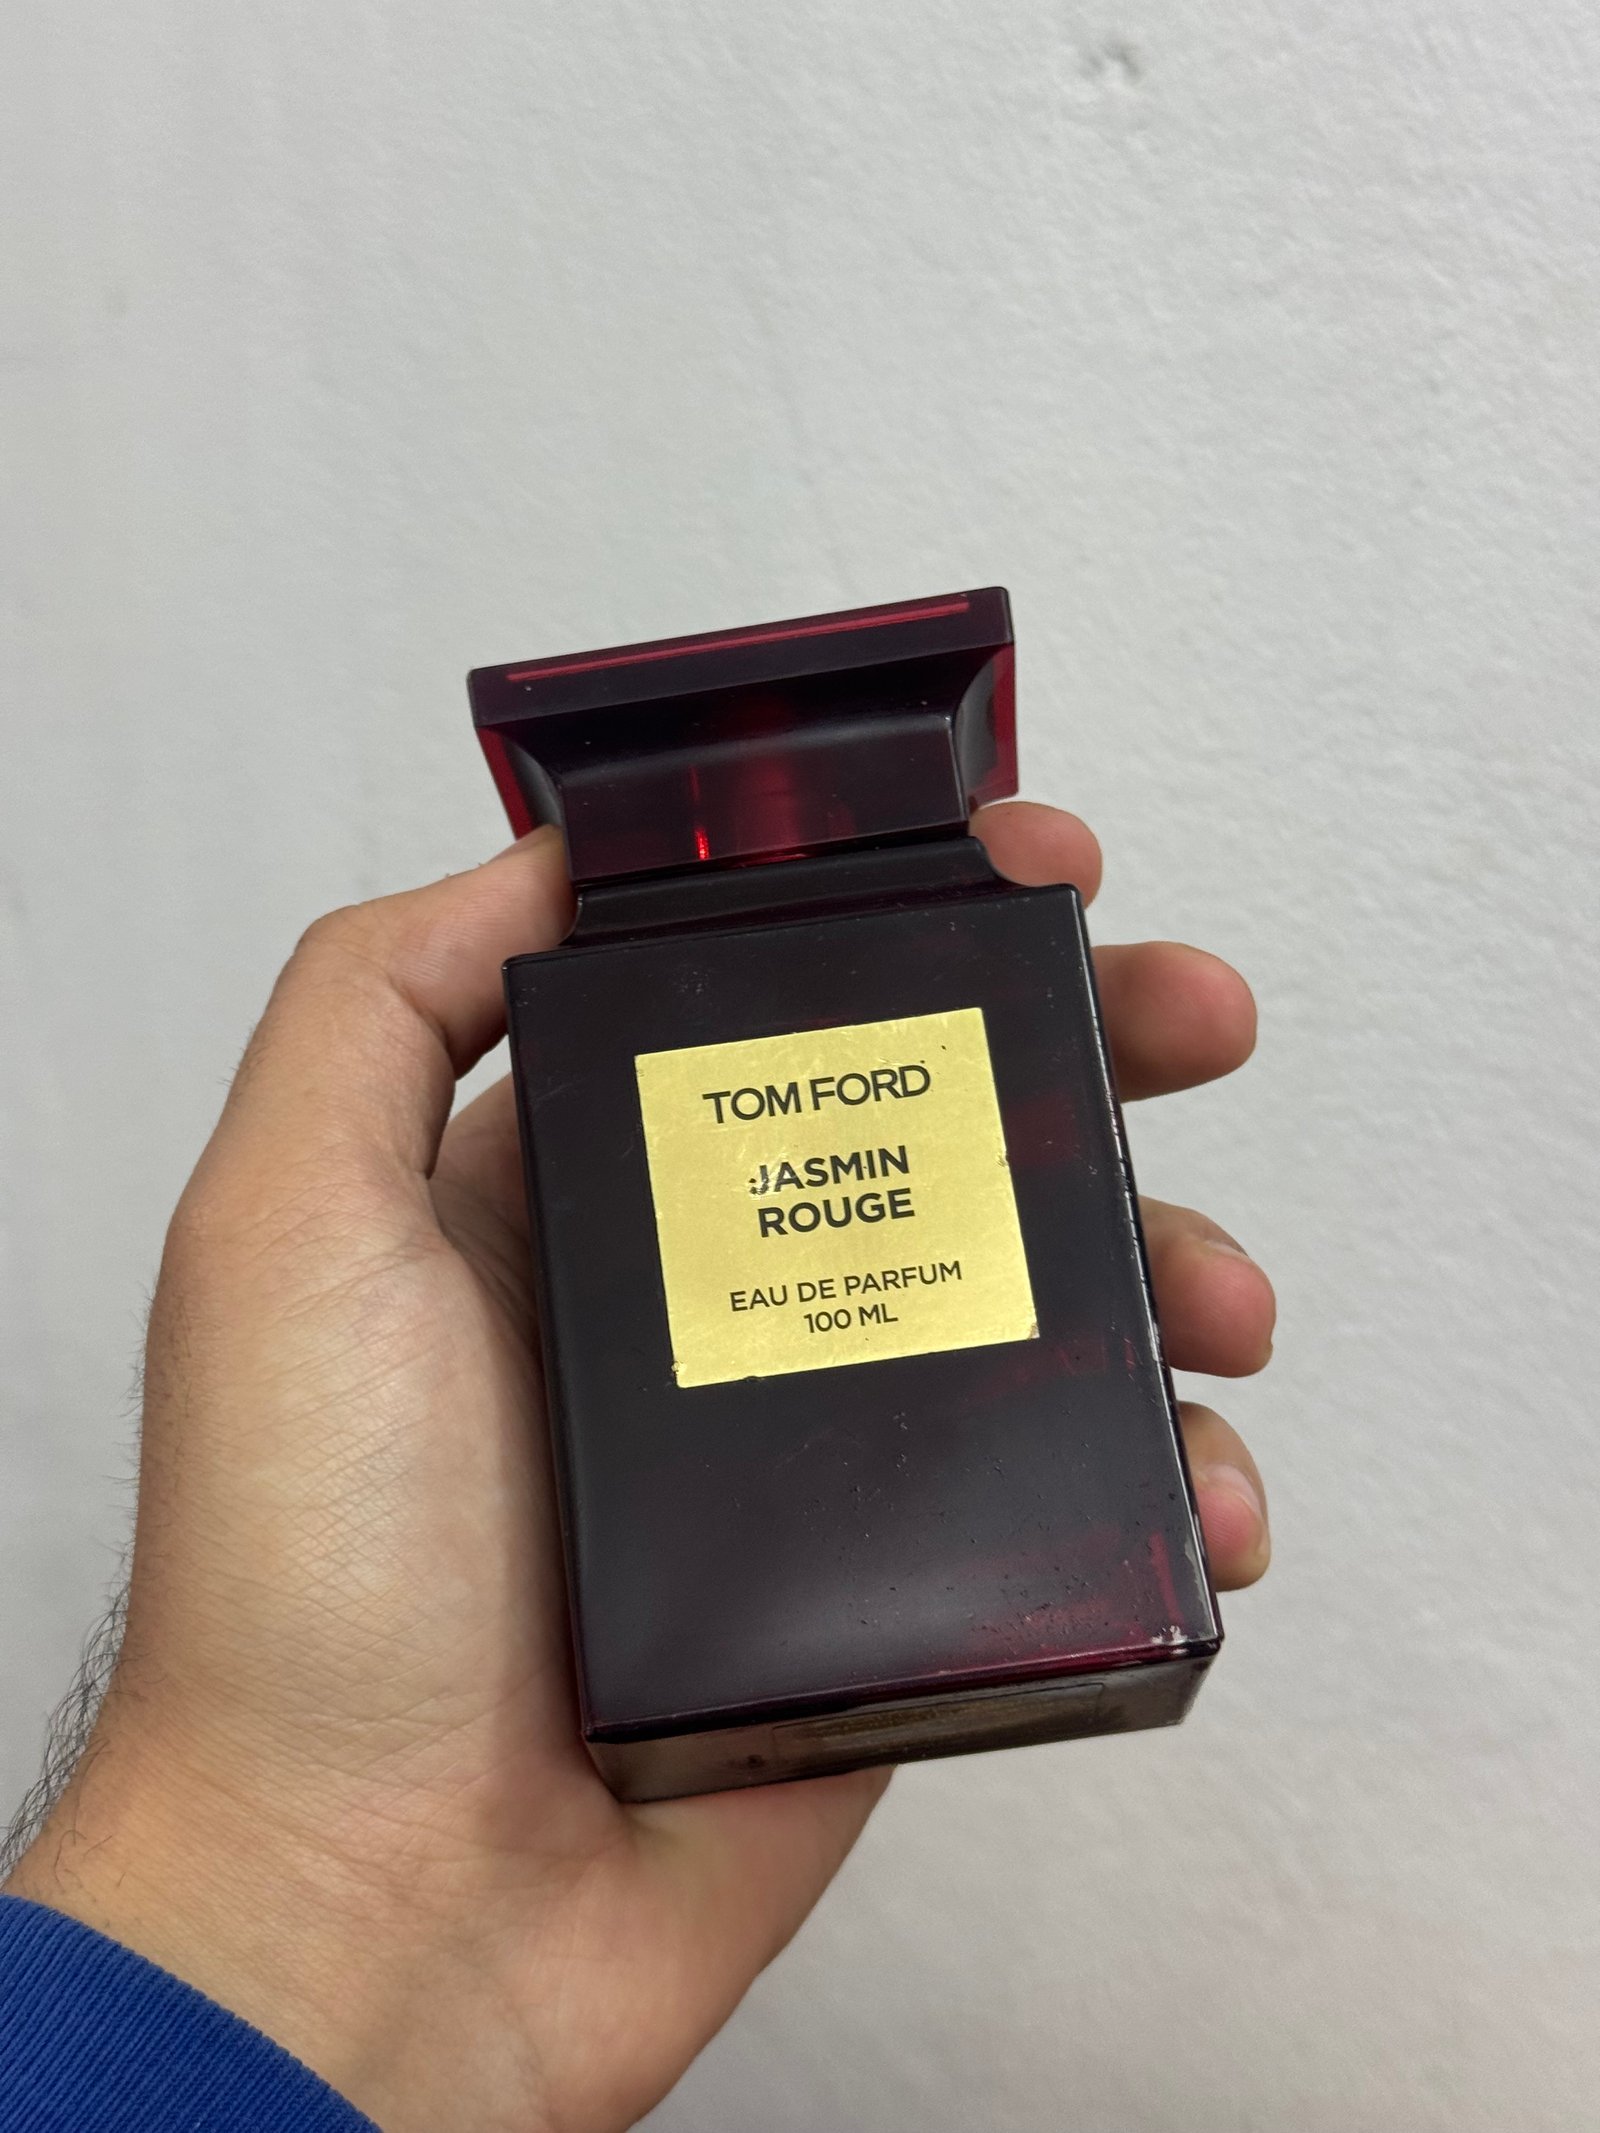 TOM FORD
JASMIN
ROUGE
EAU DE PARFUM
100 ML